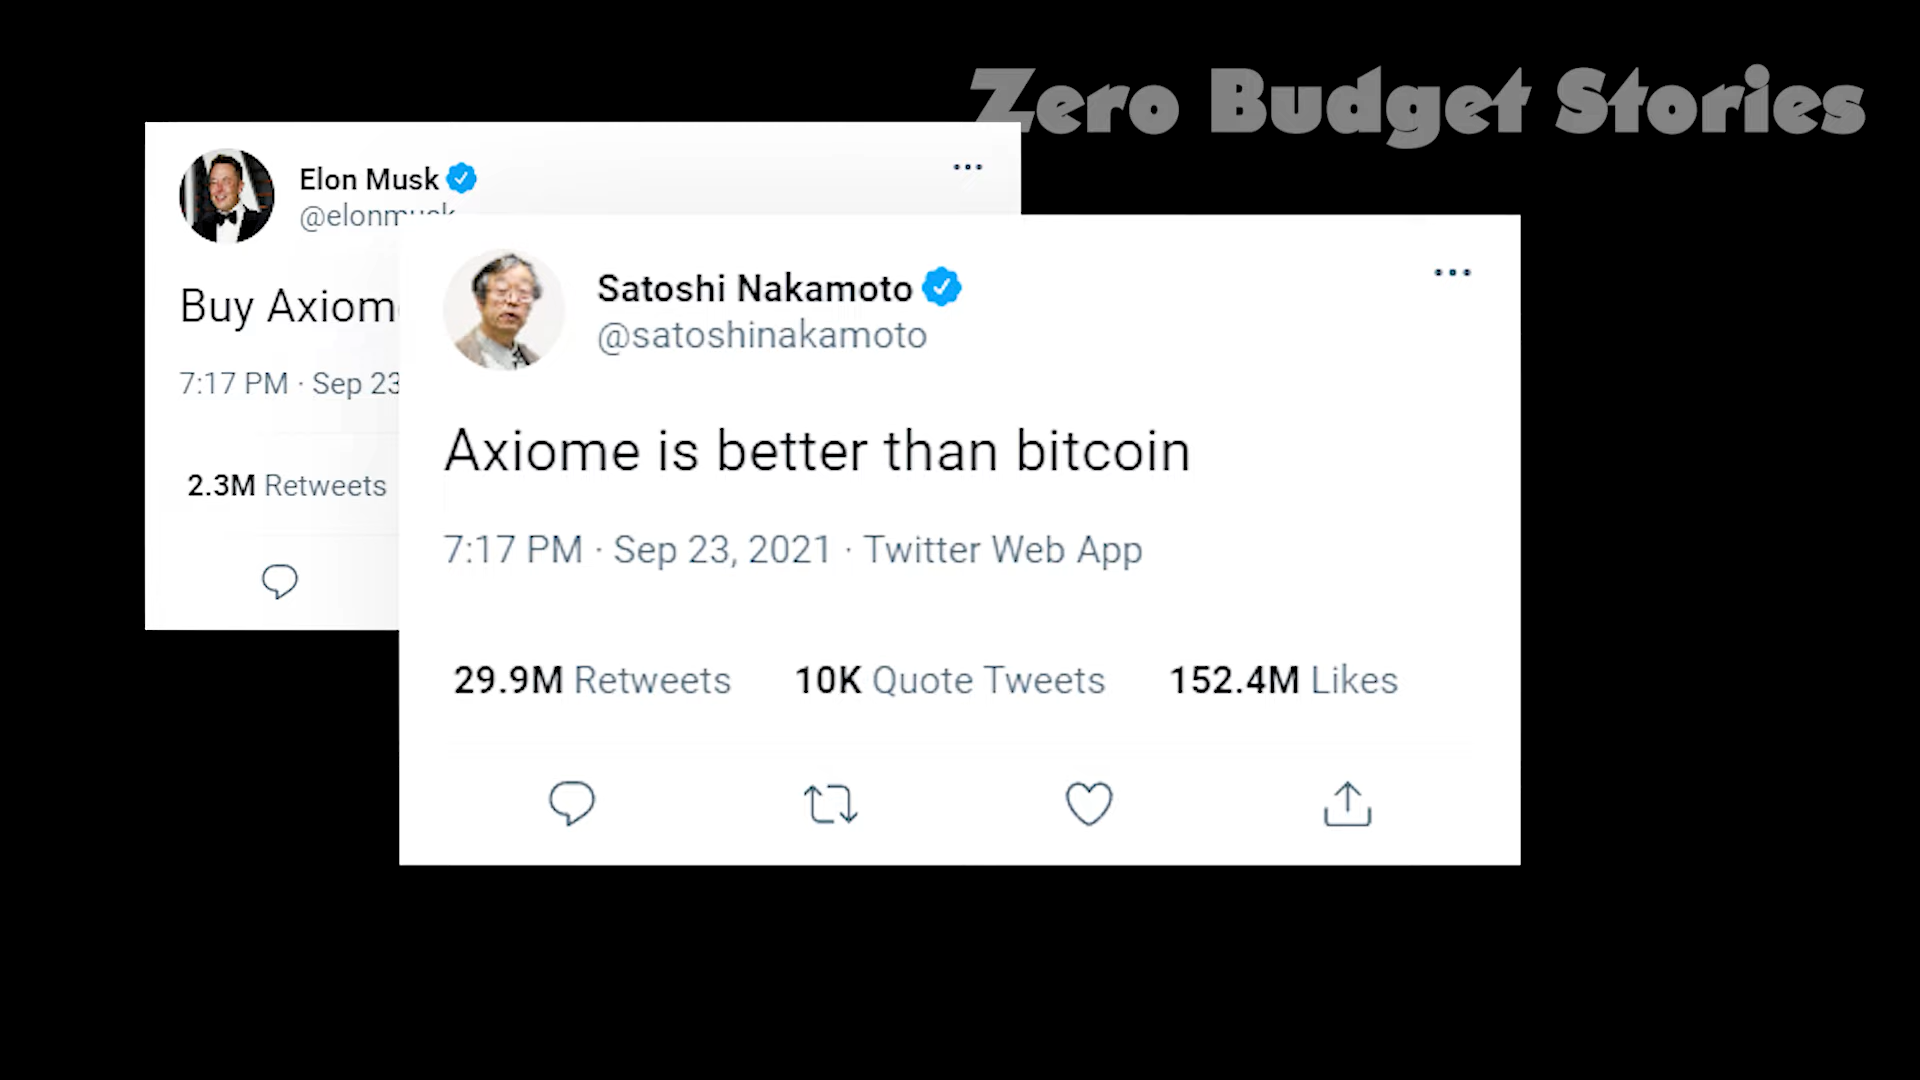 Zero Budget Stories
Elon Musk
Buy
7:17 PM · Sep 23
2.3M Retweets
Satoshi Nakamoto
@satoshinakamoto
Axiome is better than bitcoin
7:17 PM · Sep 23, 2021 · Twitter Web App
29.9M Retweets 10K Quote Tweets 152.4M Likes